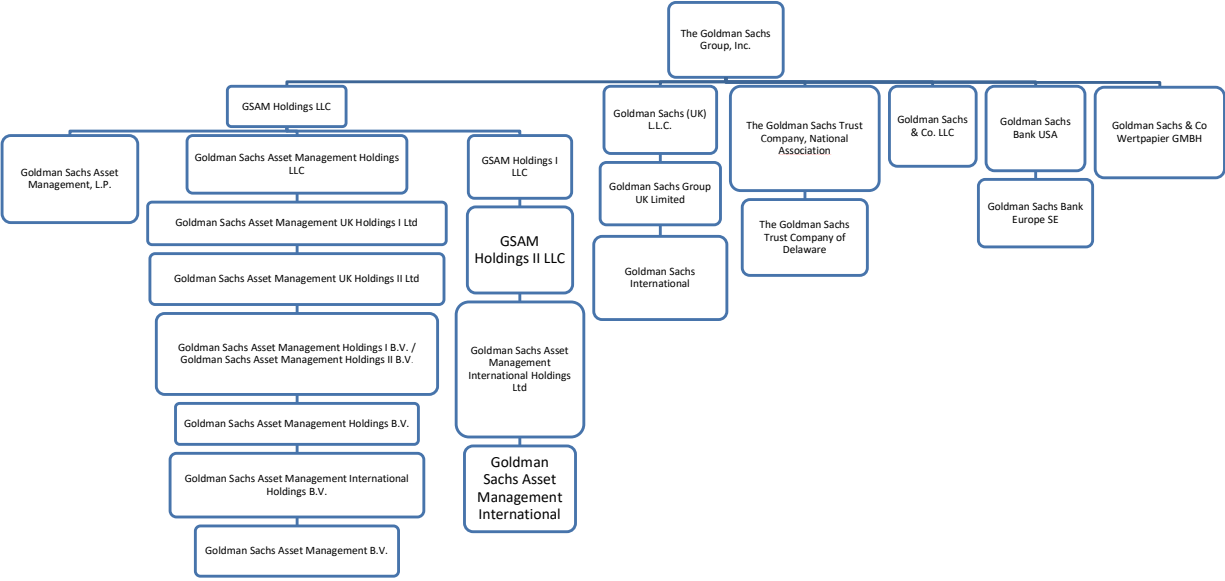 The Goldman Sachs
Group, Inc.
GSAM Holdings LLC
Goldman Sachs Asset
Management, L.P.
Goldman Sachs Asset Management Holdings
LLC
Goldman Sachs Asset Management UK Holdings I Ltd
Goldman Sachs Asset Management UK Holdings II Ltd
Goldman Sachs Asset Management Holdings I B.V. /
Goldman Sachs Asset Management Holdings II B.V.
Goldman Sachs Asset Management Holdings B.V.
Goldman Sachs Asset Management International
Holdings B.V.
Goldman Sachs Asset Management B.V.
GSAM Holdings I
LLC
GSAM
Holdings II LLC
Goldman Sachs Asset
Management
International Holdings
Ltd
Goldman
Sachs Asset
Management
International
Goldman Sachs (UK)
L.L.C.
Goldman Sachs Group
UK Limited
Goldman Sachs
International
The Goldman Sachs Trust
Company, National
Association
The Goldman Sachs
Trust Company of
Delaware
Goldman Sachs
& Co. LLC
Goldman Sachs
Bank USA
Goldman Sachs Bank
Europe SE
Goldman Sachs & Co
Wertpapier GMBH